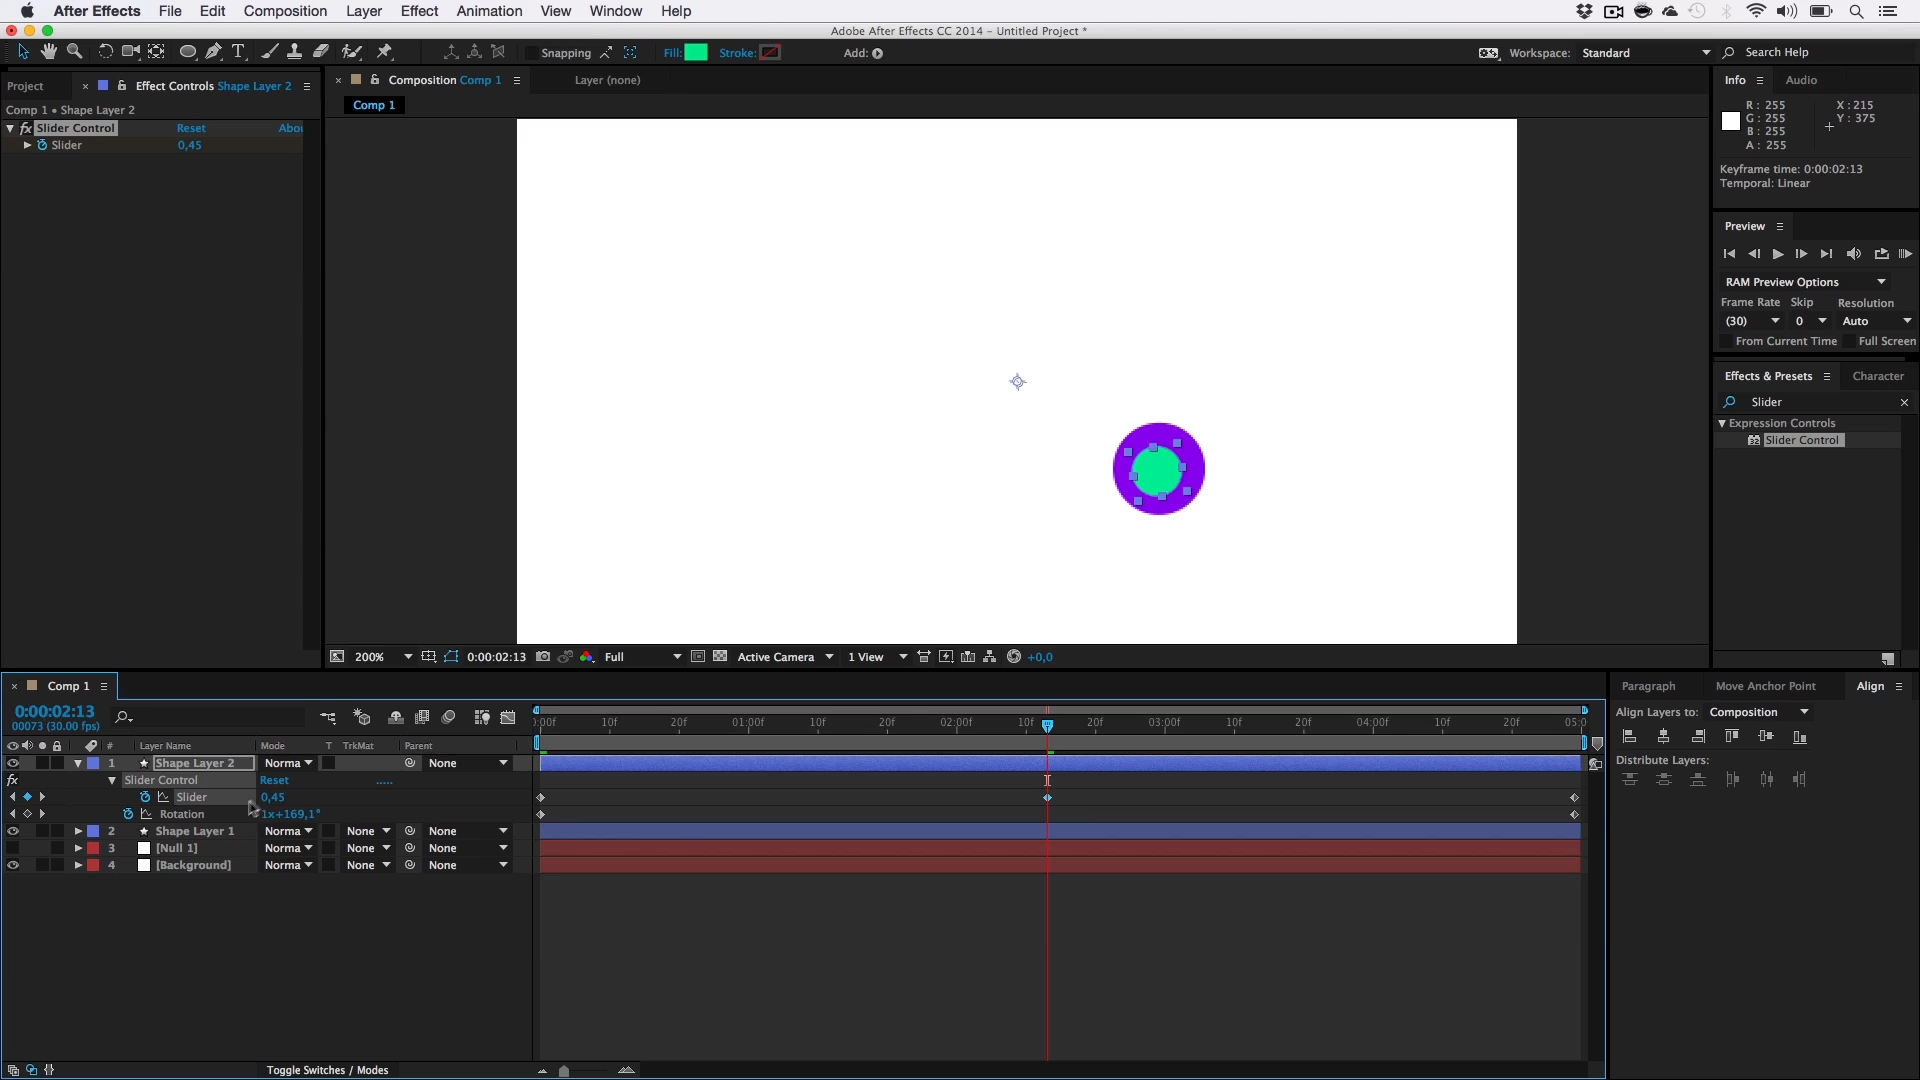 After Effects File Edit Composition Layer Effect Animation View Window Help
Adobe After Effects CC 2014 – Untitled Project *
T Snapping Fill: Stroke: Add: Workspace: Standard Search Help
Project × Effect Controls Shape Layer 2
Comp 1 • Shape Layer 2
fx Slider Control Reset Abou
Slider 0,45
× Composition Comp 1 Layer (none)
Comp 1
200% 0:00:02:13 Full Active Camera 1 View +0,0
Info Audio
R: 255 X: 215
G: 255 Y: 375
B: 255
A: 255
Keyframe time: 0:00:02:13
Temporal: Linear
Preview
RAM Preview Options
Frame Rate Skip Resolution
(30) 0 Auto
From Current Time Full Screen
Effects & Presets Character
Slider
Expression Controls
Slider Control
× Comp 1
0:00:02:13
00073 (30.00 fps)
:00f 10f 20f 01:00f 10f 20f 02:00f 10f 20f 03:00f 10f 20f 04:00f 10f 20f 05:0
# Layer Name Mode T TrkMat Parent
1 Shape Layer 2 Norma None
fx Slider Control Reset .....
Slider 0,45
Rotation 1x+169,1°
2 Shape Layer 1 Norma None None
3 [Null 1] Norma None None
4 [Background] Norma None None
Toggle Switches / Modes
Paragraph Move Anchor Point Align
Align Layers to: Composition
Distribute Layers: